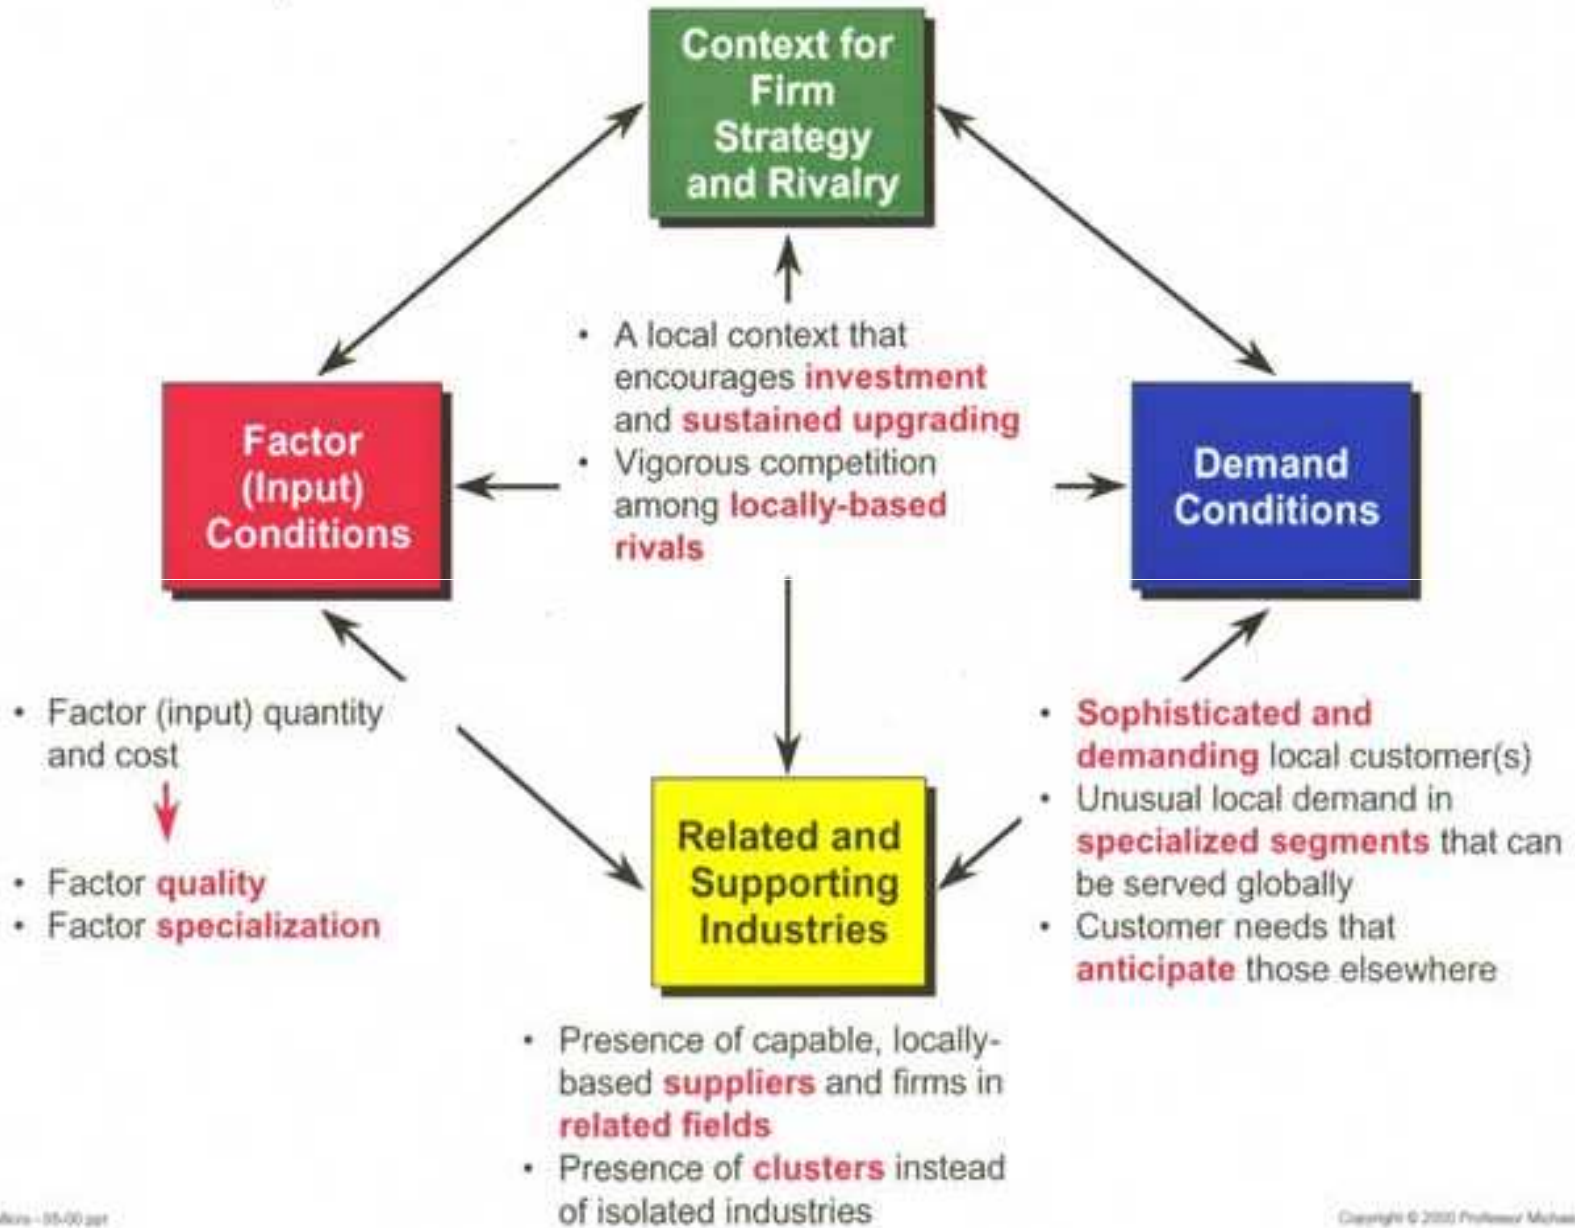 Context for
Firm
Strategy
and Rivalry
• A local context that
encourages investment
and sustained upgrading
• Vigorous competition
among locally-based
rivals
Factor
(Input)
Conditions
Demand
Conditions
• Factor (input) quantity
and cost
• Factor quality
• Factor specialization
• Sophisticated and
demanding local customer(s)
• Unusual local demand in
specialized segments that can
be served globally
• Customer needs that
anticipate those elsewhere
Related and
Supporting
Industries
• Presence of capable, locally-
based suppliers and firms in
related fields
• Presence of clusters instead
of isolated industries
Copyright © 2000 Professor